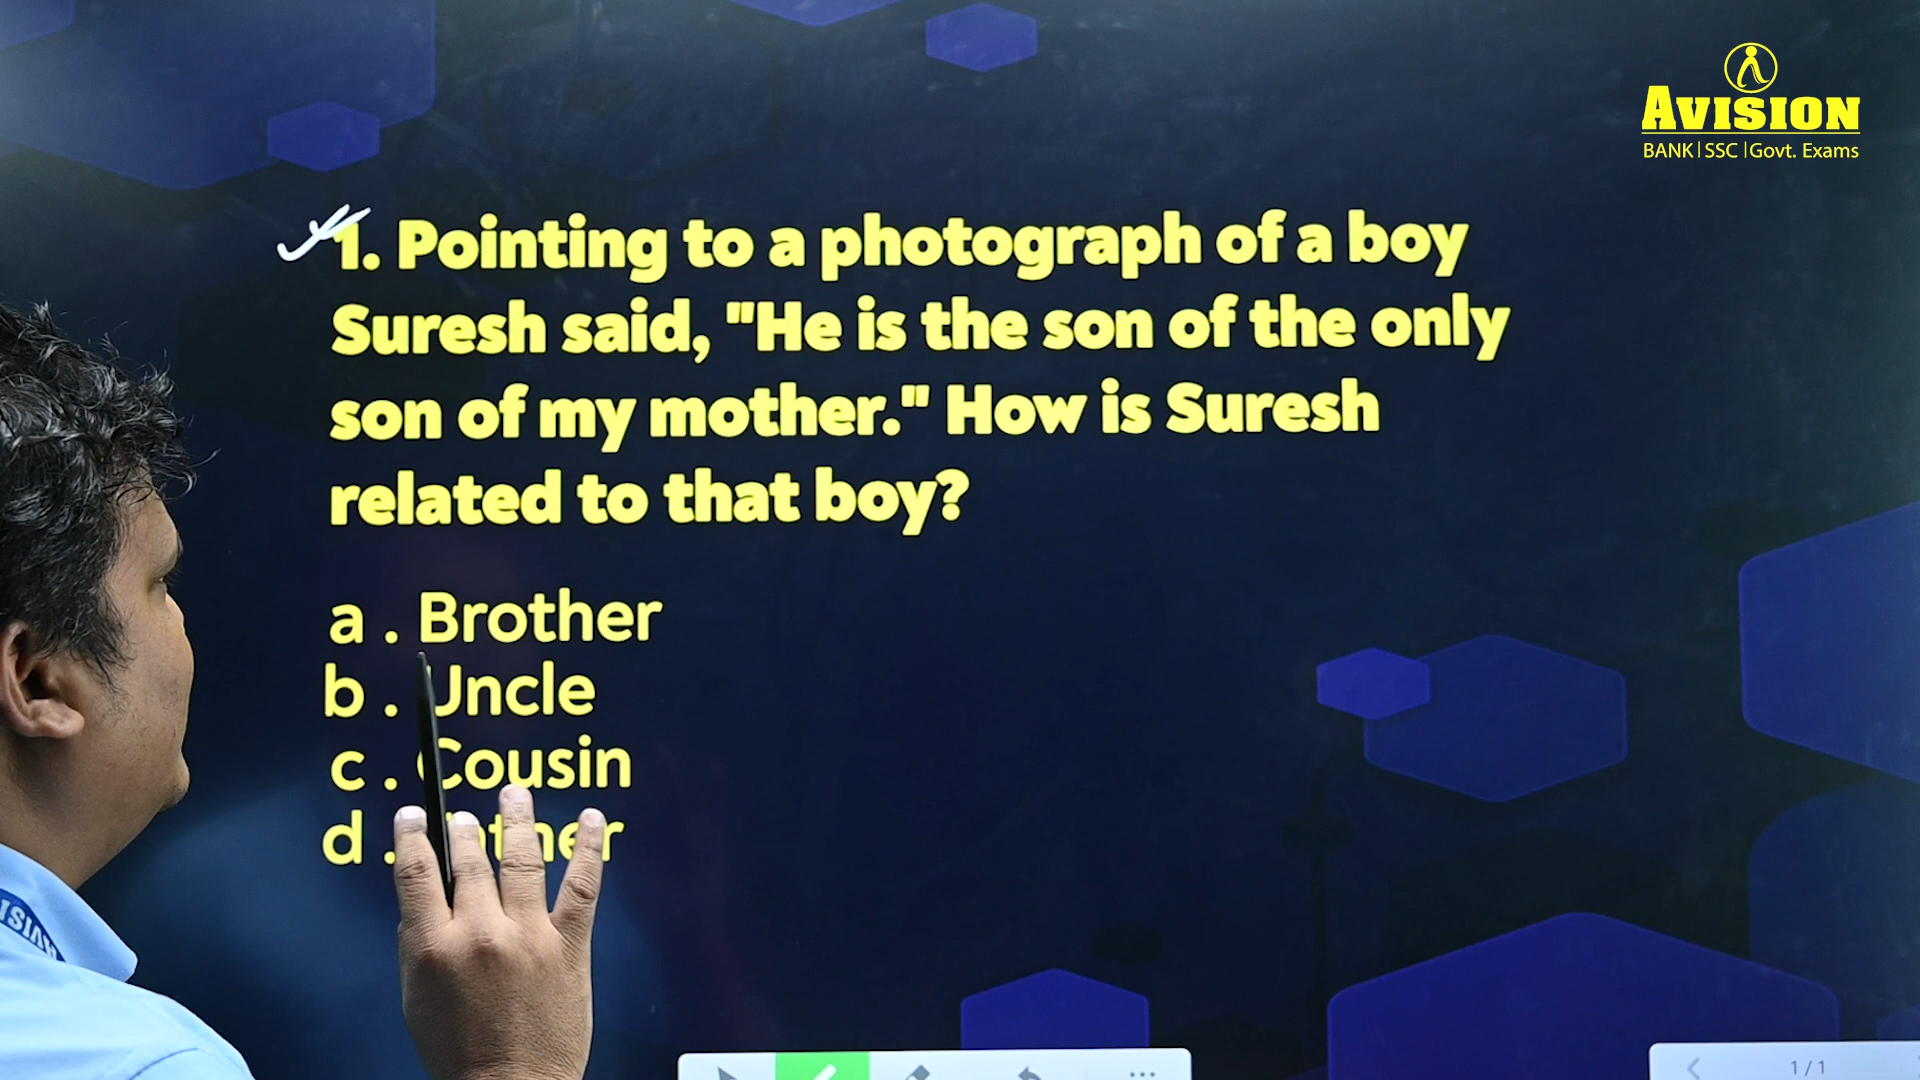 AVISION
BANK | SSC | Govt. Exams
1. Pointing to a photograph of a boy
Suresh said, "He is the son of the only
son of my mother." How is Suresh
related to that boy?
a . Brother
b . Uncle
c . Cousin
d .
1/1